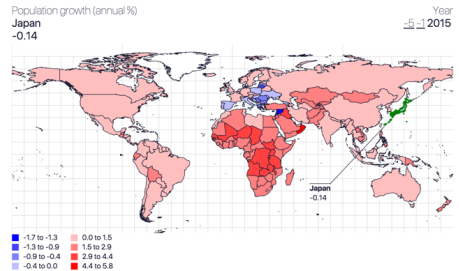 Population growth (annual %)
Japan
-0.14
Year
-5 -1 2015
Japan
-0.14
-1.7 to -1.3
-1.3 to -0.9
-0.9 to -0.4
-0.4 to 0.0
0.0 to 1.5
1.5 to 2.9
2.9 to 4.4
4.4 to 5.8